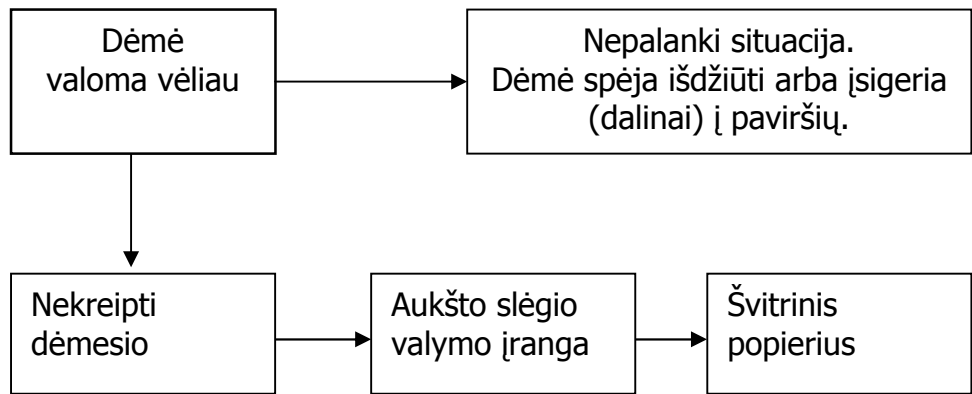 Dėmė
valoma vėliau
Nepalanki situacija.
Dėmė spėja išdžiūti arba įsigeria
(dalinai) į paviršių.
Nekreipti
dėmesio
Aukšto slėgio
valymo įranga
Švitrinis
popierius